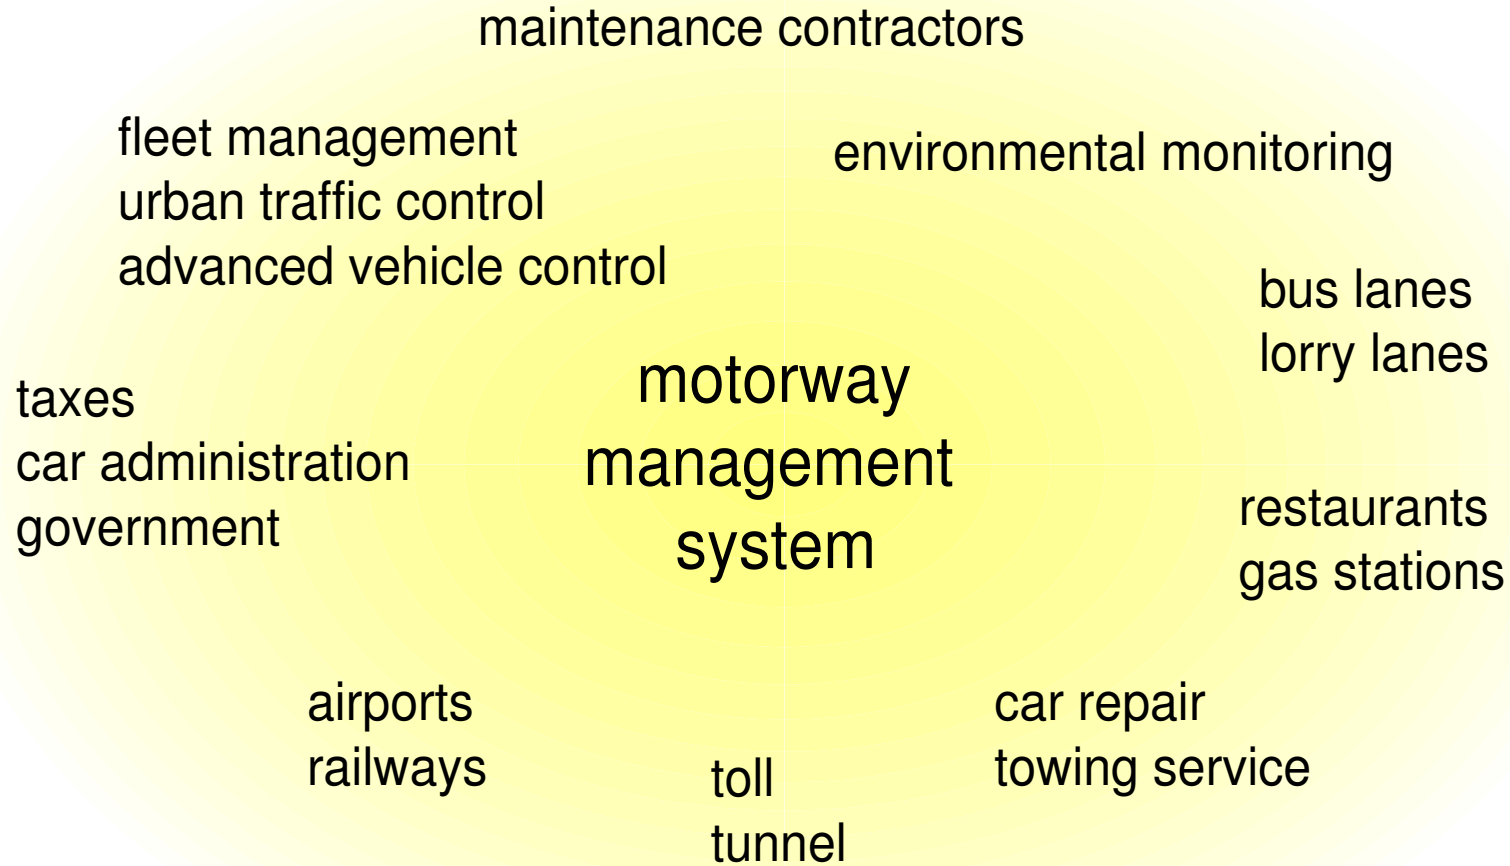 maintenance contractors
fleet management
urban traffic control
advanced vehicle control
environmental monitoring
bus lanes
lorry lanes
taxes
car administration
government
motorway
management
system
restaurants
gas stations
airports
railways
toll
tunnel
car repair
towing service